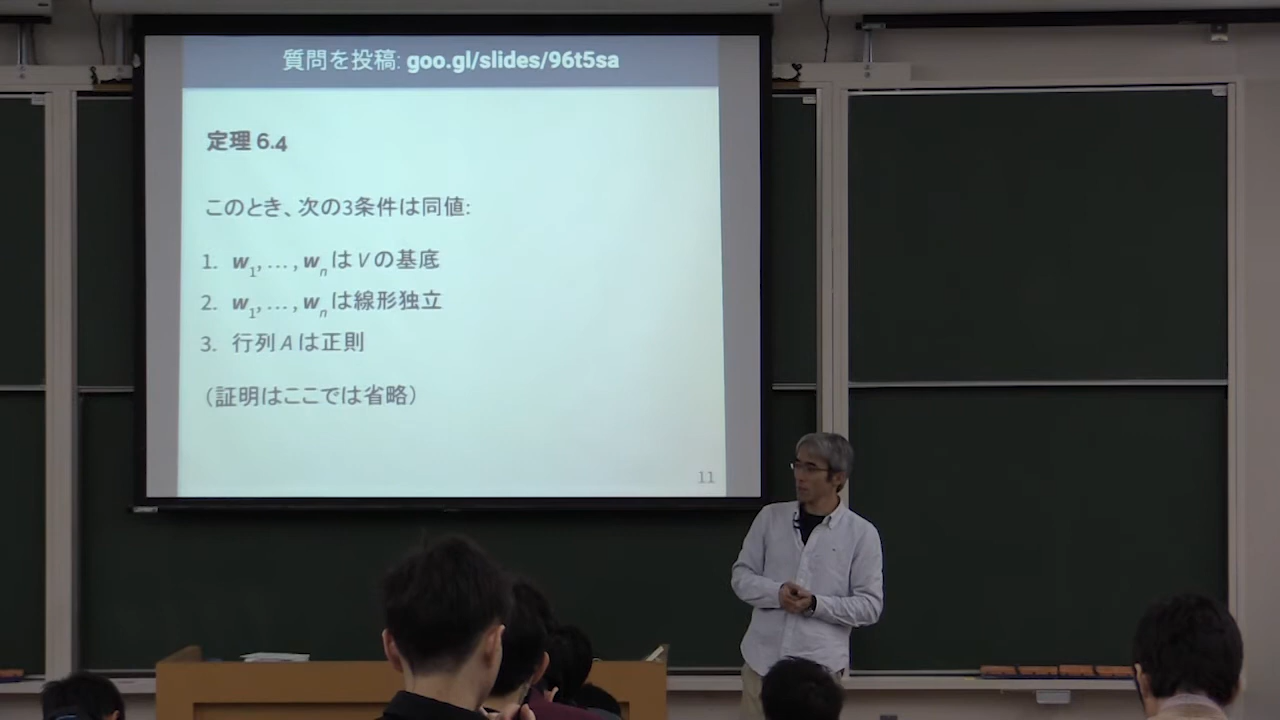 質問を投稿: goo.gl/slides/96t5sa
定理 6.4
このとき、次の3条件は同値:
1. w1, … , wn は V の基底
2. w1, … , wn は線形独立
3. 行列 A は正則
（証明はここでは省略）
11